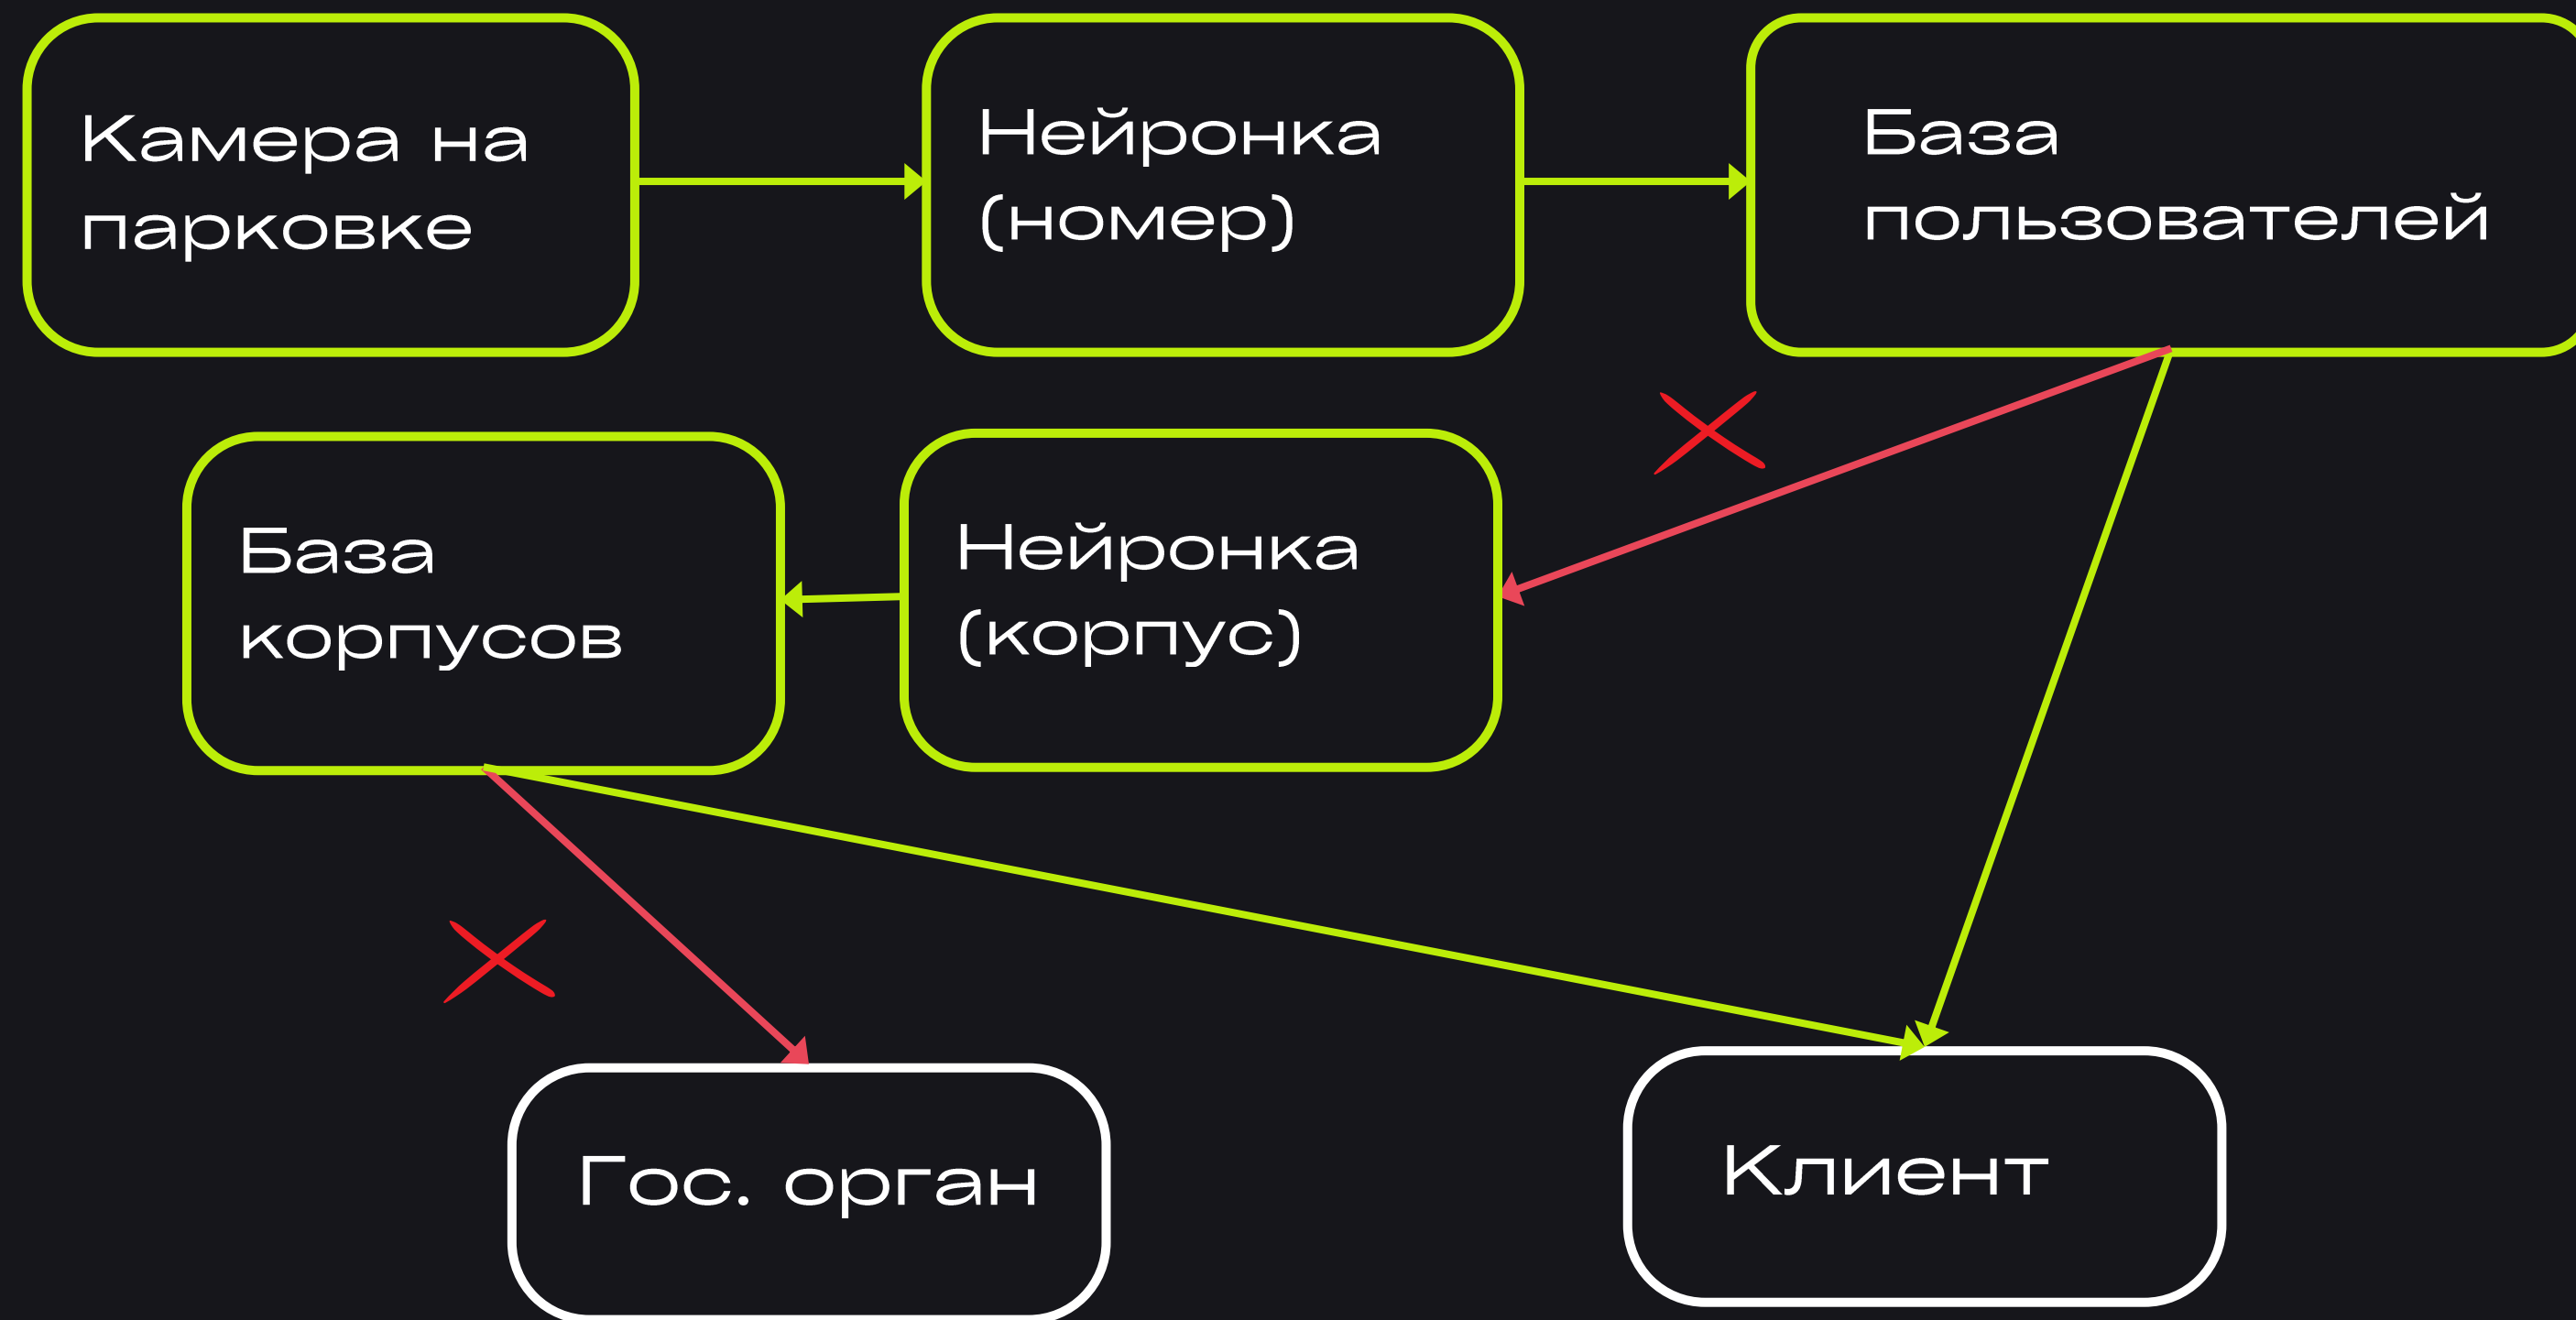 Камера на
парковке
Нейронка
(номер)
База
пользователей
База
корпусов
Нейронка
(корпус)
Гос. орган
Клиент